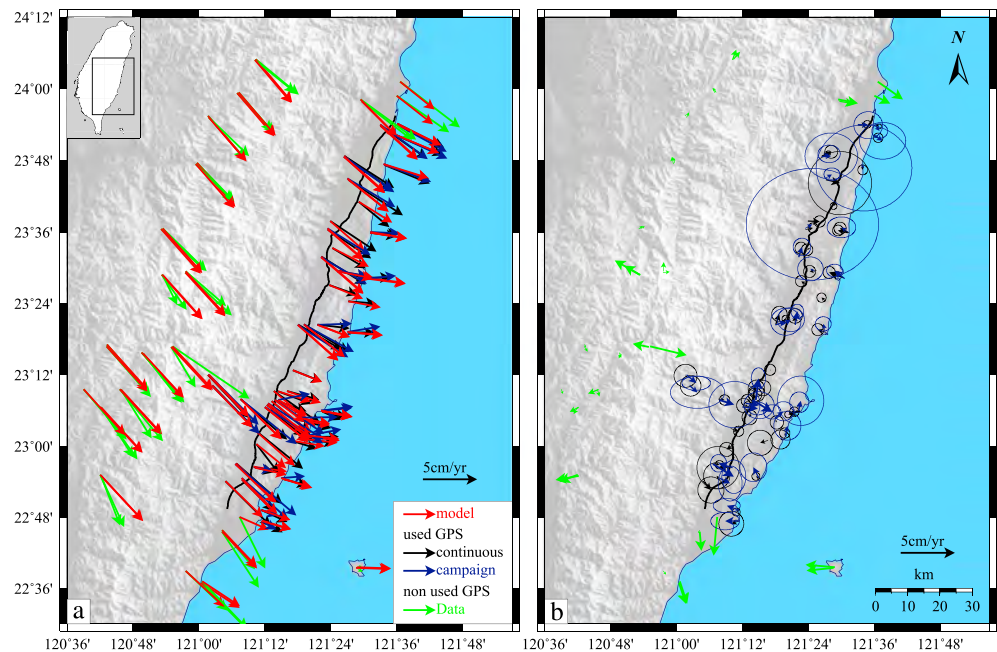 24°12'
24°00'
23°48'
23°36'
23°24'
23°12'
23°00'
22°48'
22°36'
5cm/yr
model
used GPS
continuous
campaign
non used GPS
Data
a
120°36' 120°48' 121°00' 121°12' 121°24' 121°36' 121°48'
N
5cm/yr
km
0 10 20 30
b
120°36' 120°48' 121°00' 121°12' 121°24' 121°36' 121°48'